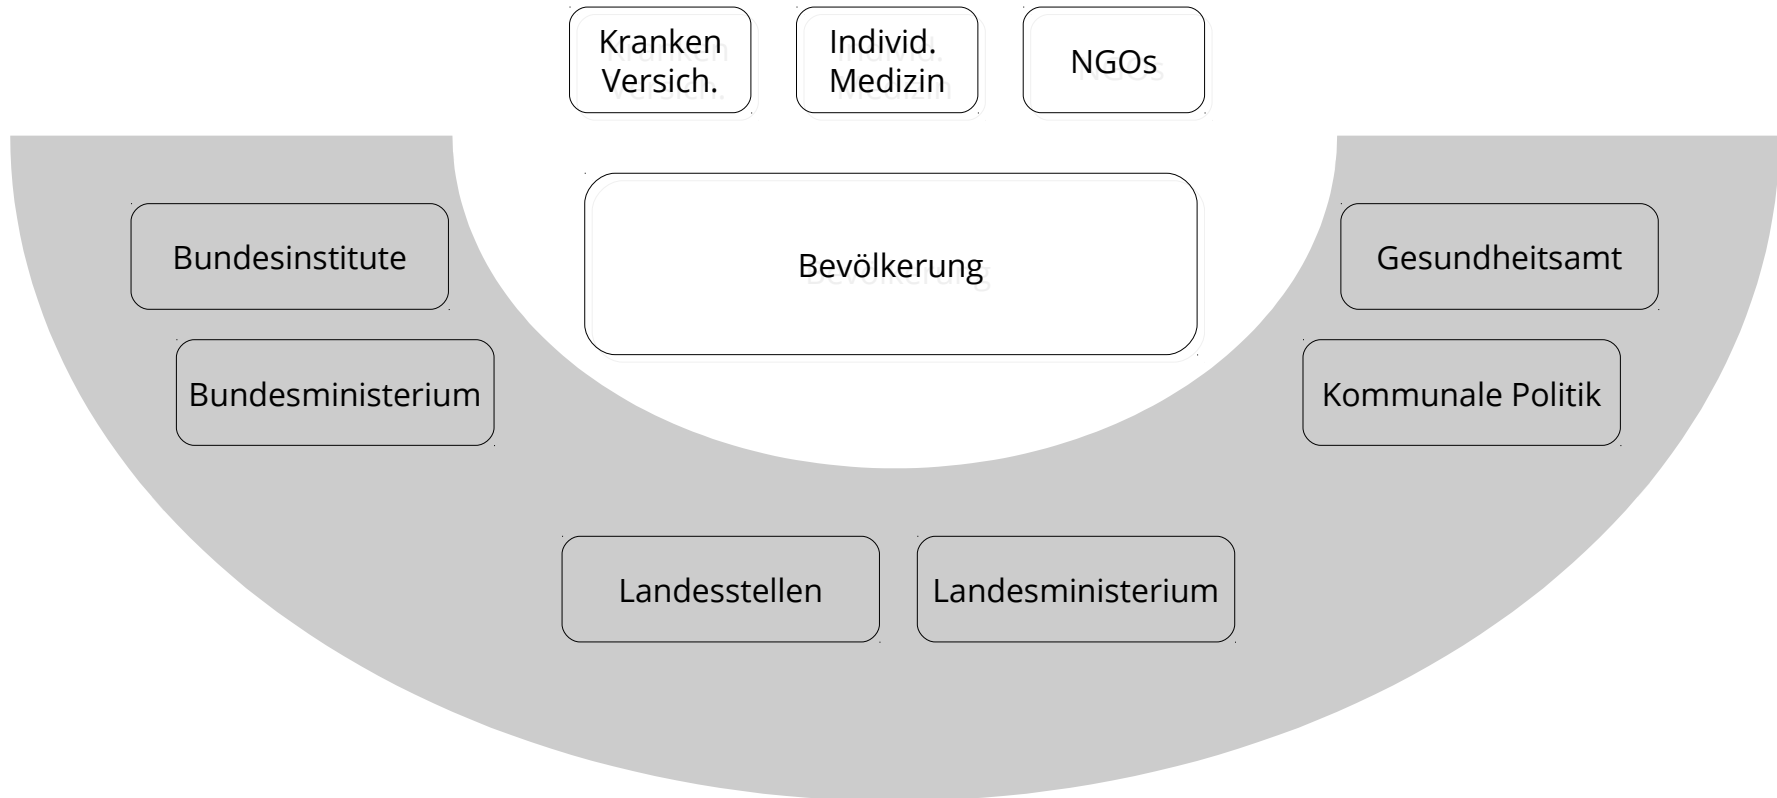 Kranken
Versich.
Individ.
Medizin
NGOs
Bevölkerung
Bundesinstitute
Gesundheitsamt
Bundesministerium
Kommunale Politik
Landesstellen
Landesministerium